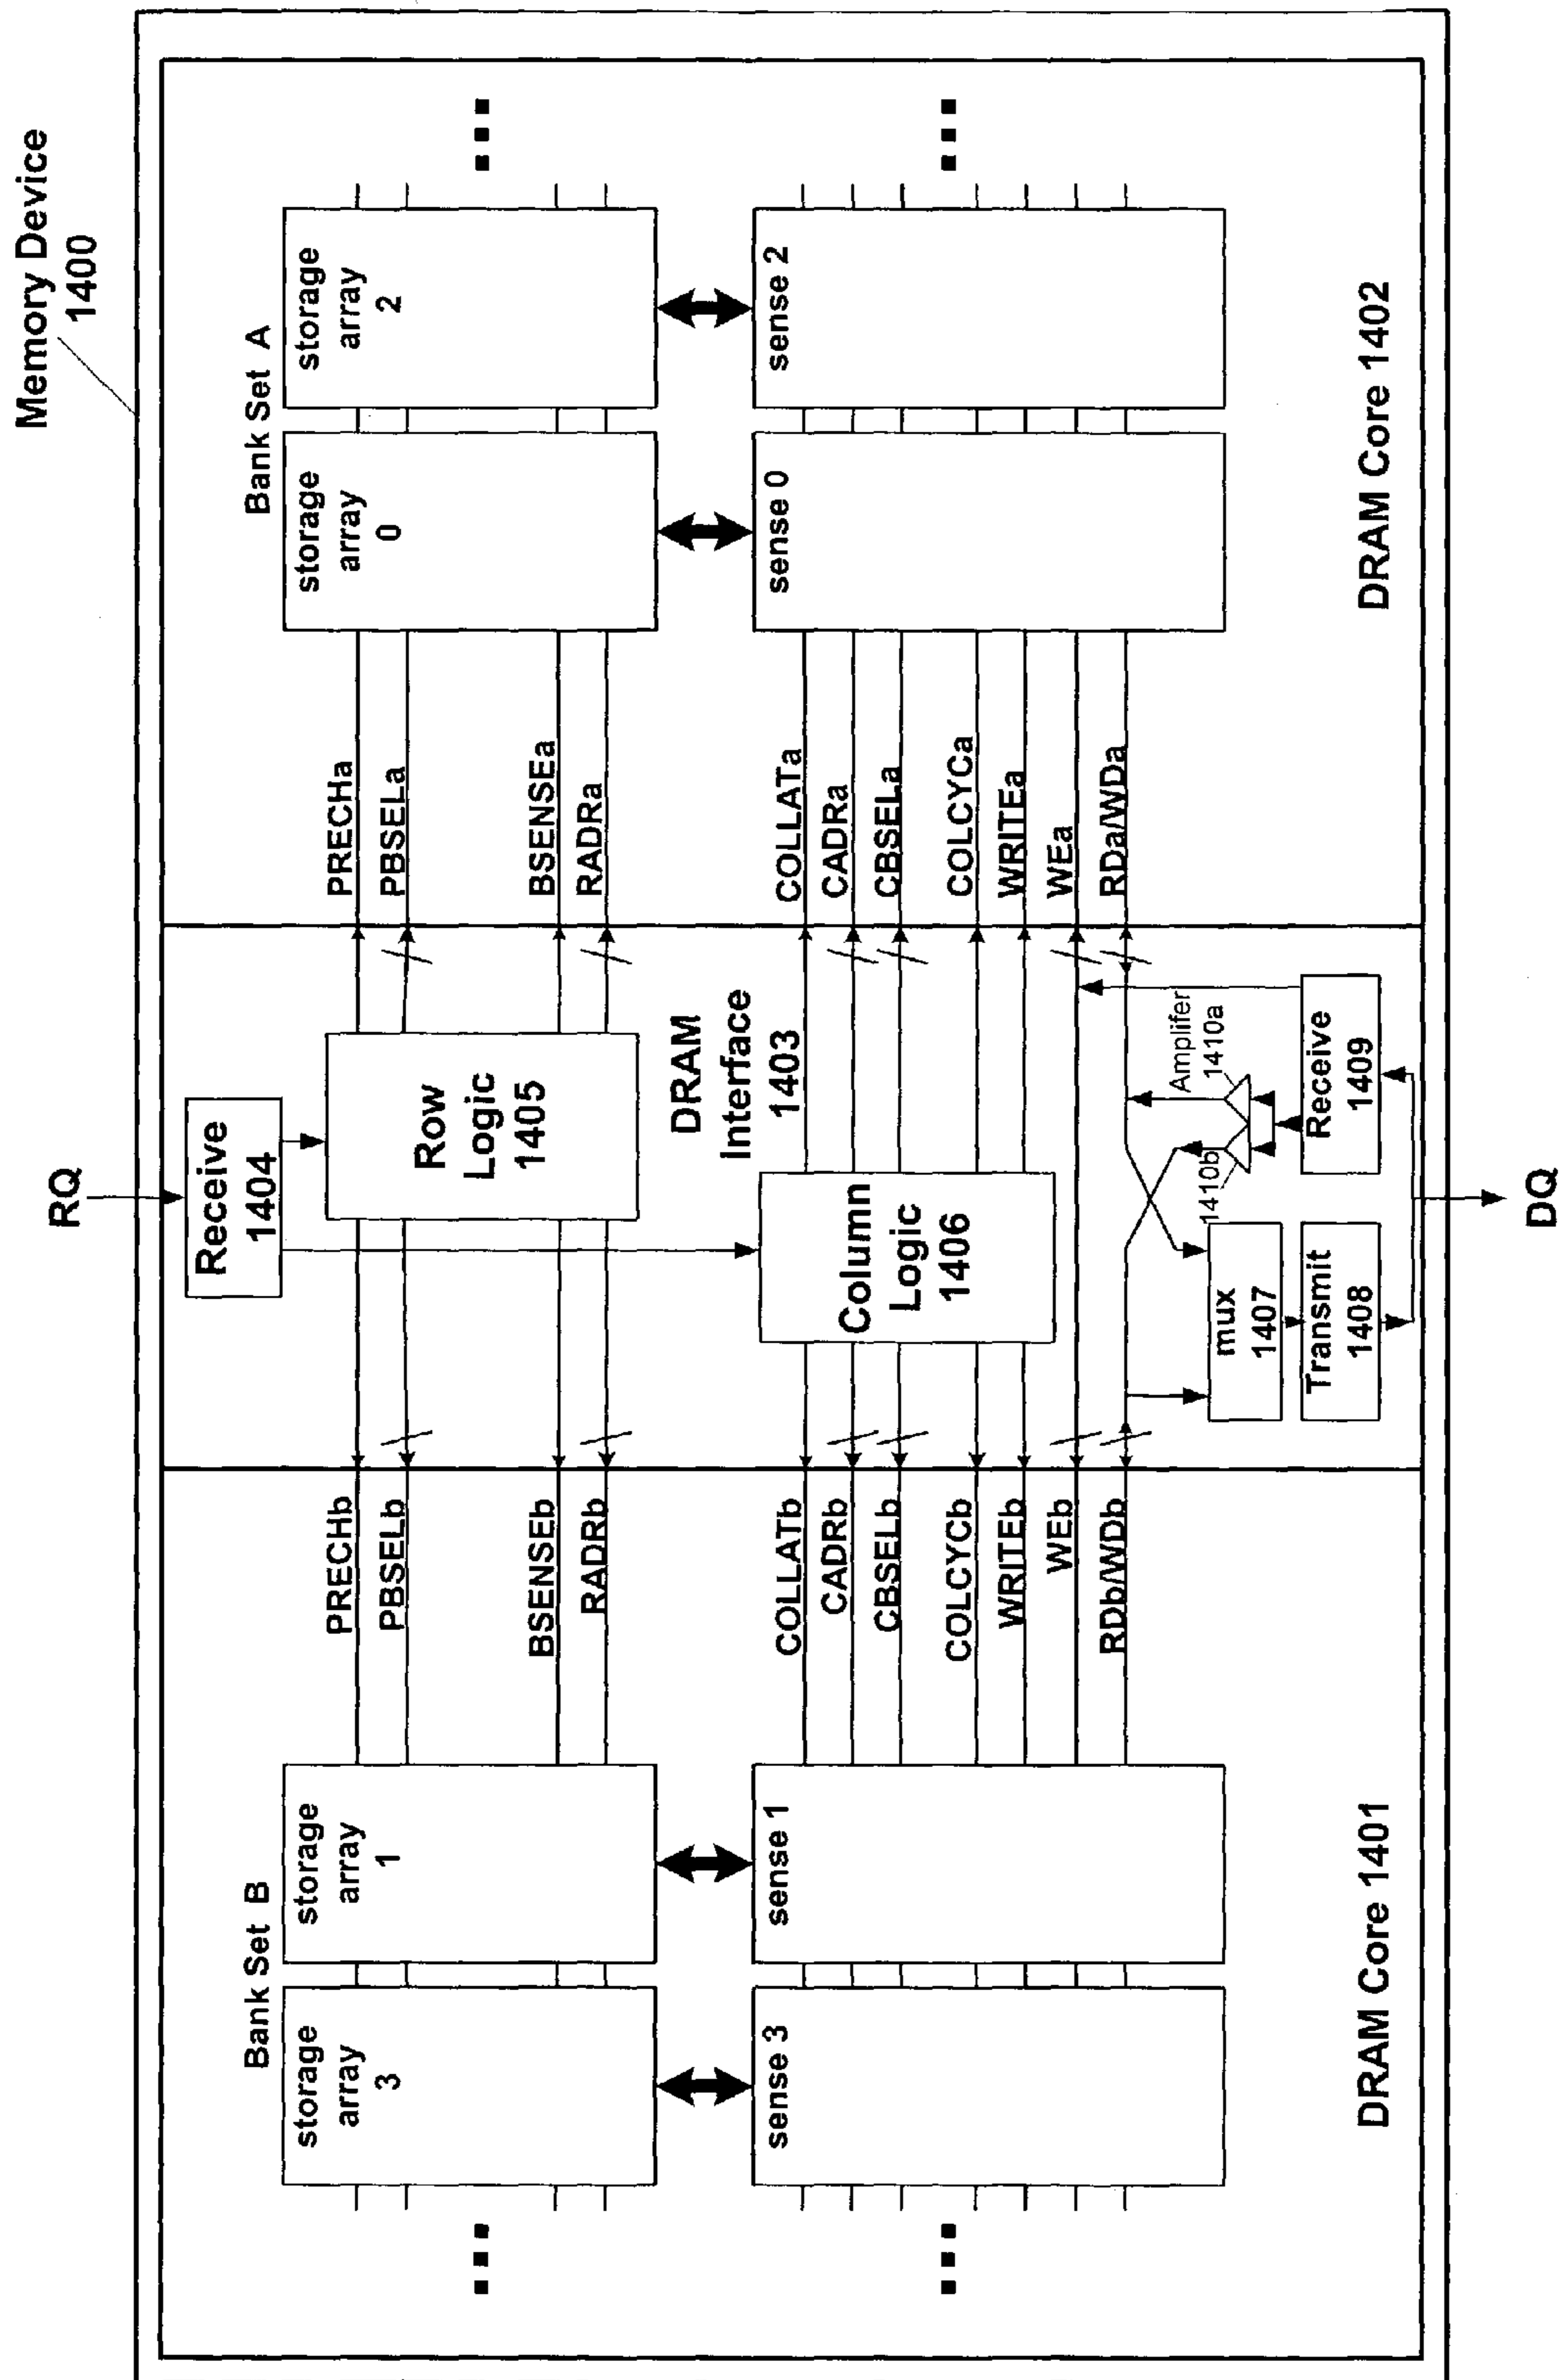 Memory Device
1400
RQ
Receive
1404
Bank Set B
Bank Set A
storage
array
3
storage
array
1
storage
array
0
storage
array
2
PRECHb
PBSELb
BSENSEb
RADRb
Row
Logic
1405
PRECHa
PBSELa
BSENSEa
RADRa
DRAM
Interface
1403
sense 3
sense 1
sense 0
sense 2
COLLATb
CADRb
CBSELb
COLCYCb
WRITEb
WEb
RDb/WDb
Column
Logic
1406
COLLATa
CADRa
CBSELa
COLCYCa
WRITEa
WEa
RDa/WDa
Amplifer
1410a
1410b
mux
1407
Transmit
1408
Receive
1409
DRAM Core 1401
DRAM Core 1402
DQ